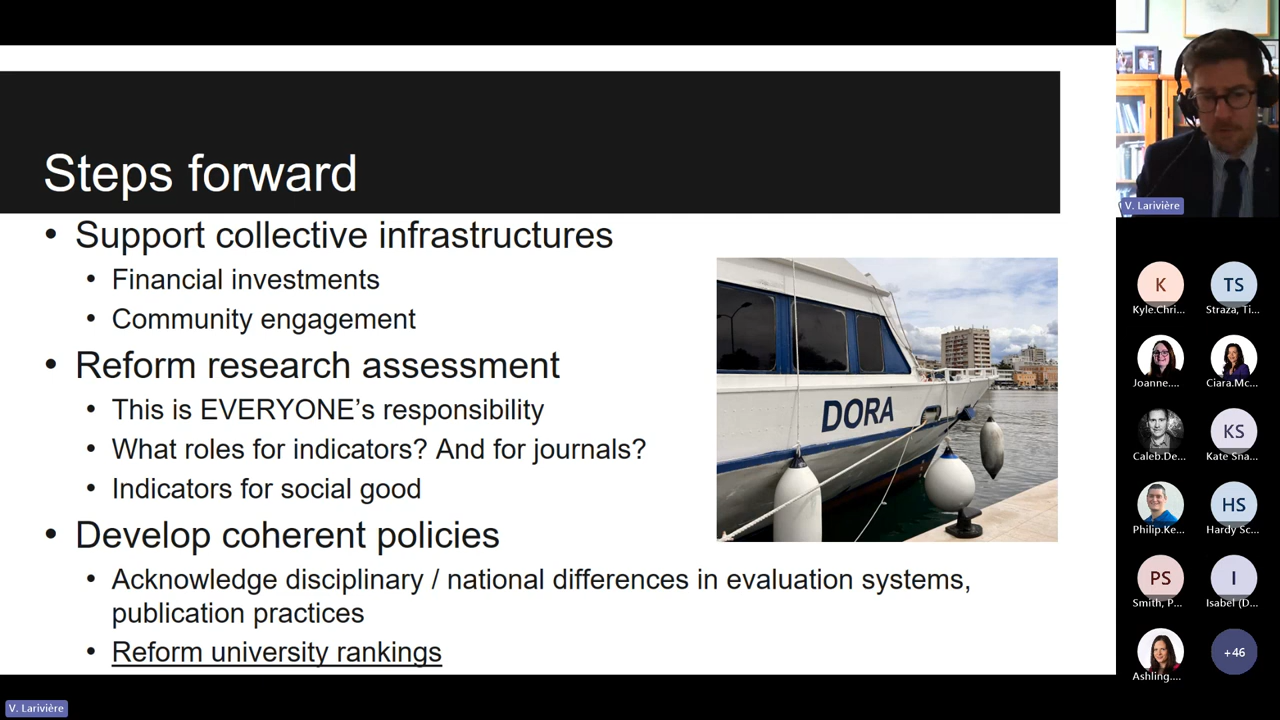 Steps forward
• Support collective infrastructures
• Financial investments
• Community engagement
• Reform research assessment
• This is EVERYONE’s responsibility
• What roles for indicators? And for journals?
• Indicators for social good
• Develop coherent policies
• Acknowledge disciplinary / national differences in evaluation systems,
publication practices
• Reform university rankings
DORA
V. Larivière
K
Kyle.Chri...
TS
Straza, Ti...
Joanne....
Ciara.Mc...
Caleb.De...
KS
Kate Sna...
Philip.Ke...
HS
Hardy Sc...
PS
Smith, P...
I
Isabel (D...
Ashling....
+46
V. Larivière